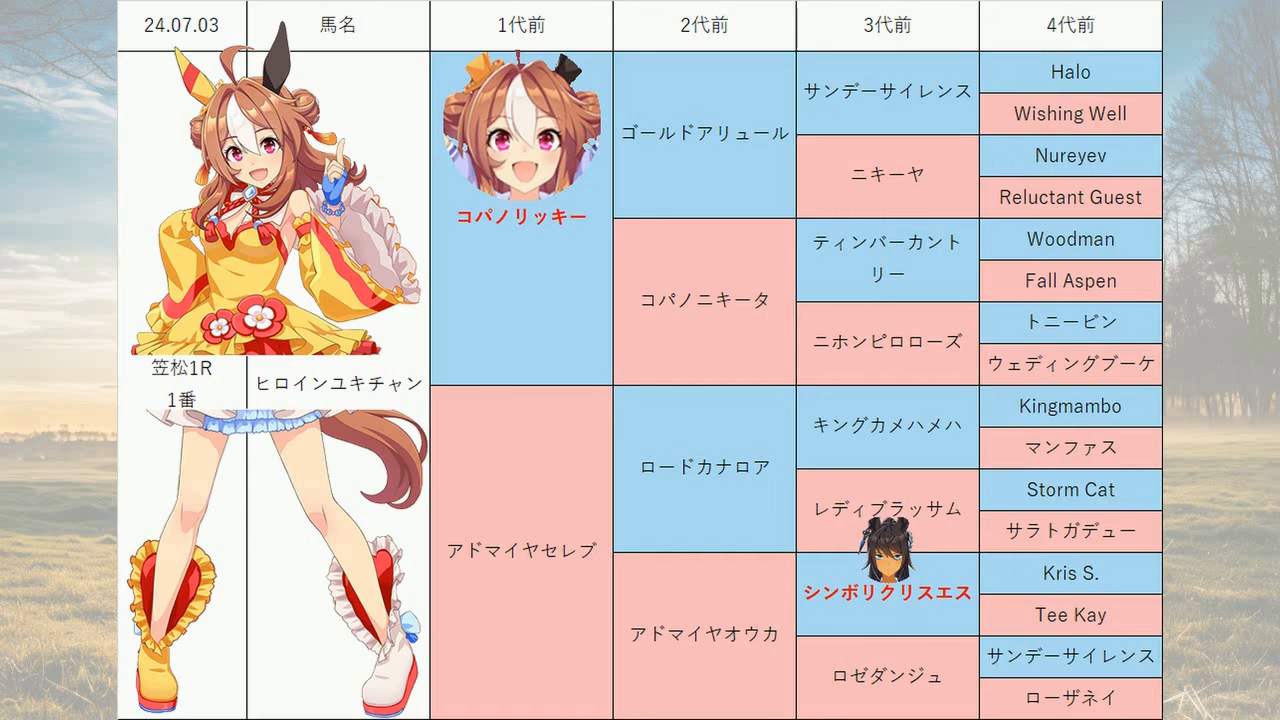 24.07.03 馬名 1代前 2代前 3代前 4代前
笠松1R
1番
ヒロインユキチャン
コパノリッキー
アドマイヤセレブ
ゴールドアリュール
コパノニキータ
ロードカナロア
アドマイヤオウカ
サンデーサイレンス
ニキーヤ
ティンバーカント
リー
ニホンピロローズ
キングカメハメハ
レディブラッサム
シンボリクリスエス
ロゼダンジュ
Halo
Wishing Well
Nureyev
Reluctant Guest
Woodman
Fall Aspen
トニービン
ウェディングブーケ
Kingmambo
マンファス
Storm Cat
サラトガデュー
Kris S.
Tee Kay
サンデーサイレンス
ローザネイ